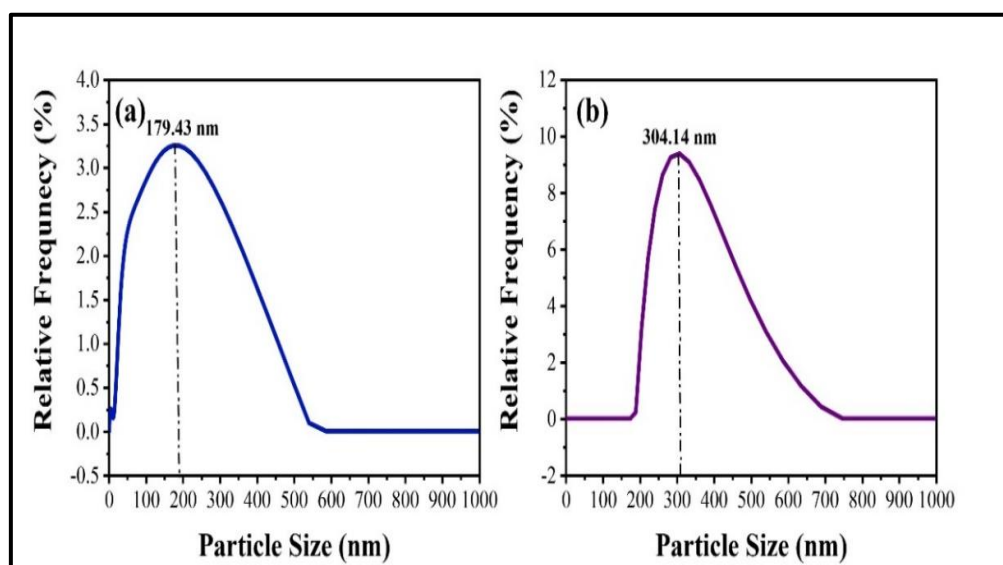 (a)
179.43 nm
4.0
3.5
3.0
2.5
2.0
1.5
1.0
0.5
0.0
-0.5
Relative Frequnecy (%)
0 100 200 300 400 500 600 700 800 900 1000
Particle Size (nm)
(b)
304.14 nm
12
10
8
6
4
2
0
-2
Relative Frequency (%)
0 100 200 300 400 500 600 700 800 900 1000
Particle Size (nm)